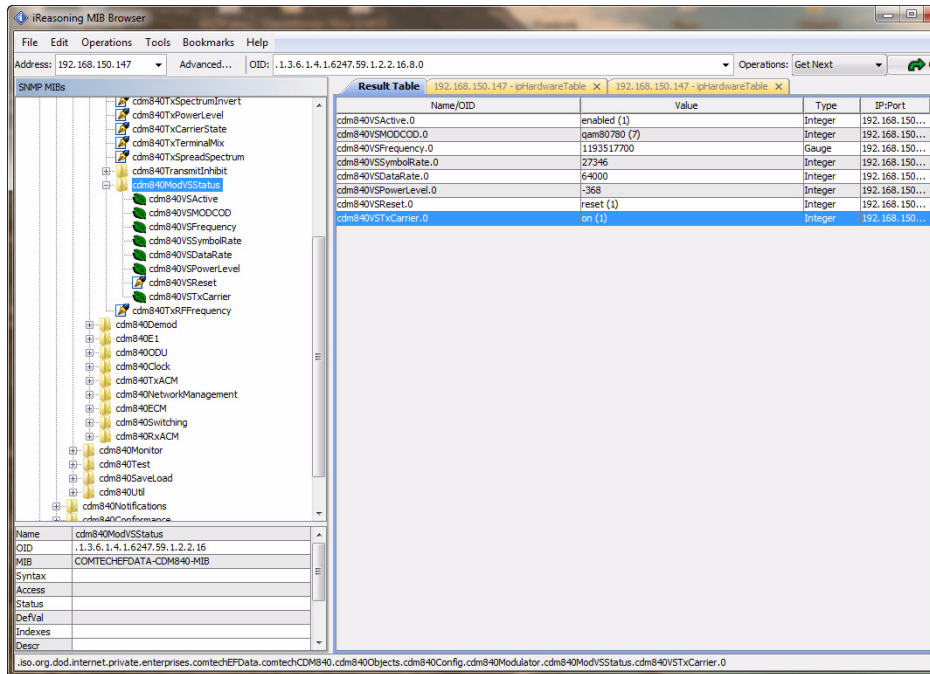 iReasoning MIB Browser
File Edit Operations Tools Bookmarks Help
Address: 192.168.150.147 Advanced... OID: .1.3.6.1.4.1.6247.59.1.2.2.16.8.0 Operations: Get Next
SNMP MIBs
cdm840TxSpectrumInvert
cdm840TxPowerLevel
cdm840TxCarrierState
cdm840TxTerminalMix
cdm840TxSpreadSpectrum
cdm840TransmitInhibit
cdm840ModVSStatus
cdm840VSActive
cdm840VSMODCOD
cdm840VSFrequency
cdm840VSSymbolRate
cdm840VSDataRate
cdm840VSPowerLevel
cdm840VSReset
cdm840VSTxCarrier
cdm840TxRFFrequency
cdm840Demod
cdm840E1
cdm840ODU
cdm840Clock
cdm840TxACM
cdm840NetworkManagement
cdm840ECM
cdm840Switching
cdm840RxACM
cdm840Monitor
cdm840Test
cdm840SaveLoad
cdm840Util
cdm840Notifications
cdm840Conformance
Name cdm840ModVSStatus
OID .1.3.6.1.4.1.6247.59.1.2.2.16
MIB COMTECHEFDATA-CDM840-MIB
Syntax
Access
Status
DefVal
Indexes
Descr
Result Table 192.168.150.147 - ipHardwareTable 192.168.150.147 - ipHardwareTable
Name/OID Value Type IP:Port
cdm840VSActive.0 enabled (1) Integer 192.168.150...
cdm840VSMODCOD.0 qam80780 (7) Integer 192.168.150...
cdm840VSFrequency.0 1193517700 Gauge 192.168.150...
cdm840VSSymbolRate.0 27346 Integer 192.168.150...
cdm840VSDataRate.0 64000 Integer 192.168.150...
cdm840VSPowerLevel.0 -368 Integer 192.168.150...
cdm840VSReset.0 reset (1) Integer 192.168.150...
cdm840VSTxCarrier.0 on (1) Integer 192.168.150...
.iso.org.dod.internet.private.enterprises.comtechEFData.comtechCDM840.cdm840Objects.cdm840Config.cdm840Modulator.cdm840ModVSStatus.cdm840VSTxCarrier.0